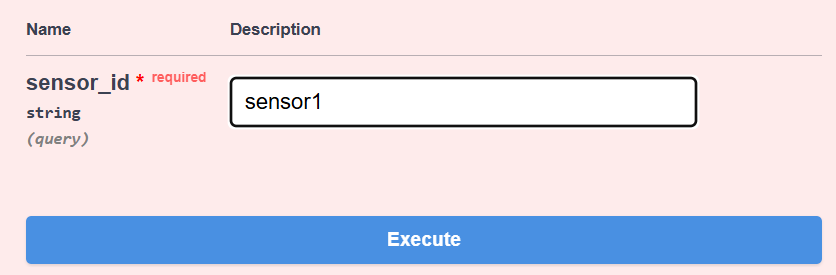 Name Description
sensor_id * required
string
(query)
sensor1
Execute